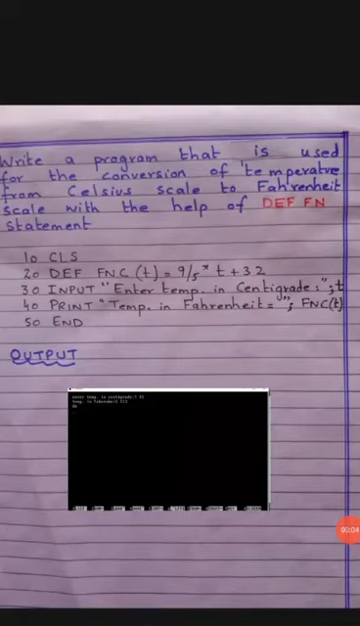 Write a program that is used
for the conversion of temperature
from Celsius scale to Fahrenheit
scale with the help of DEF FN
statement
10 CLS
20 DEF FNC (t) = 9/5 * t + 32
30 INPUT "Enter temp. in Centigrade:"; t
40 PRINT "Temp. in Fahrenheit = "; FNC(t)
50 END
OUTPUT
00:04